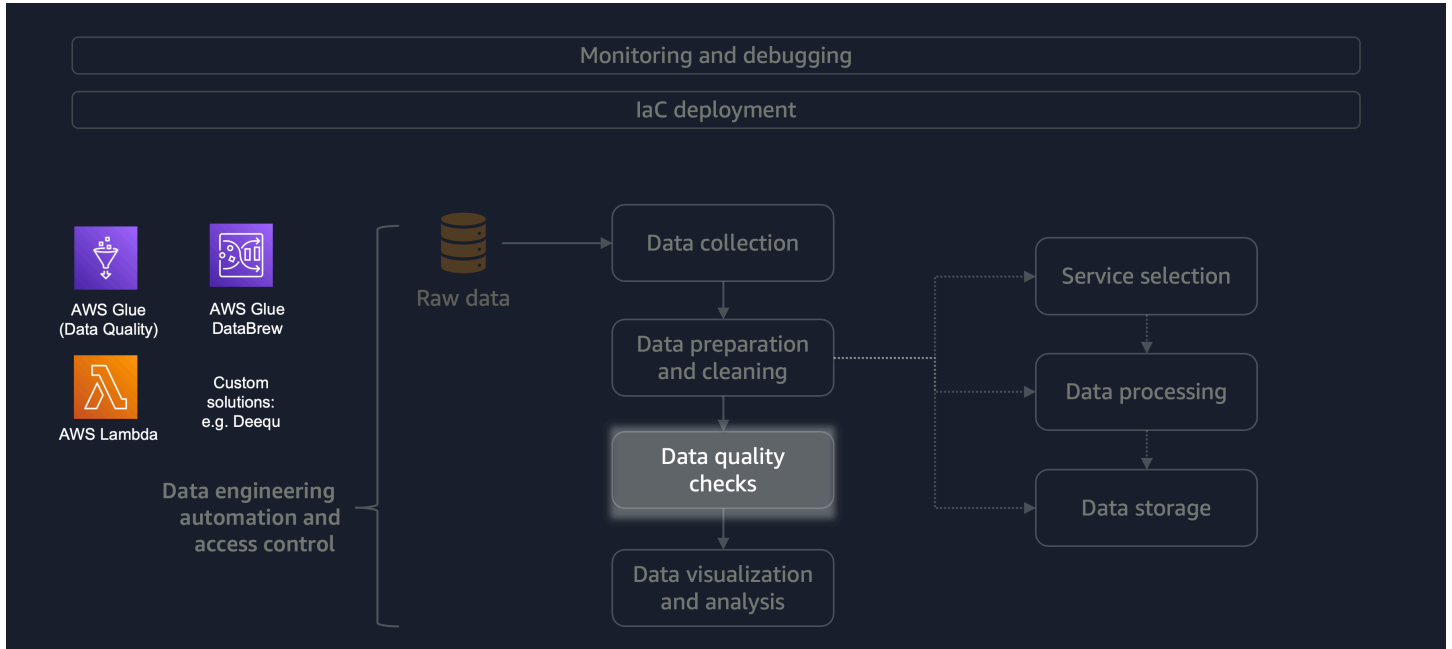 Monitoring and debugging
IaC deployment
AWS Glue
(Data Quality)
AWS Glue
DataBrew
AWS Lambda
Custom
solutions:
e.g. Deequ
Data engineering
automation and
access control
Raw data
Data collection
Data preparation
and cleaning
Data quality
checks
Data visualization
and analysis
Service selection
Data processing
Data storage